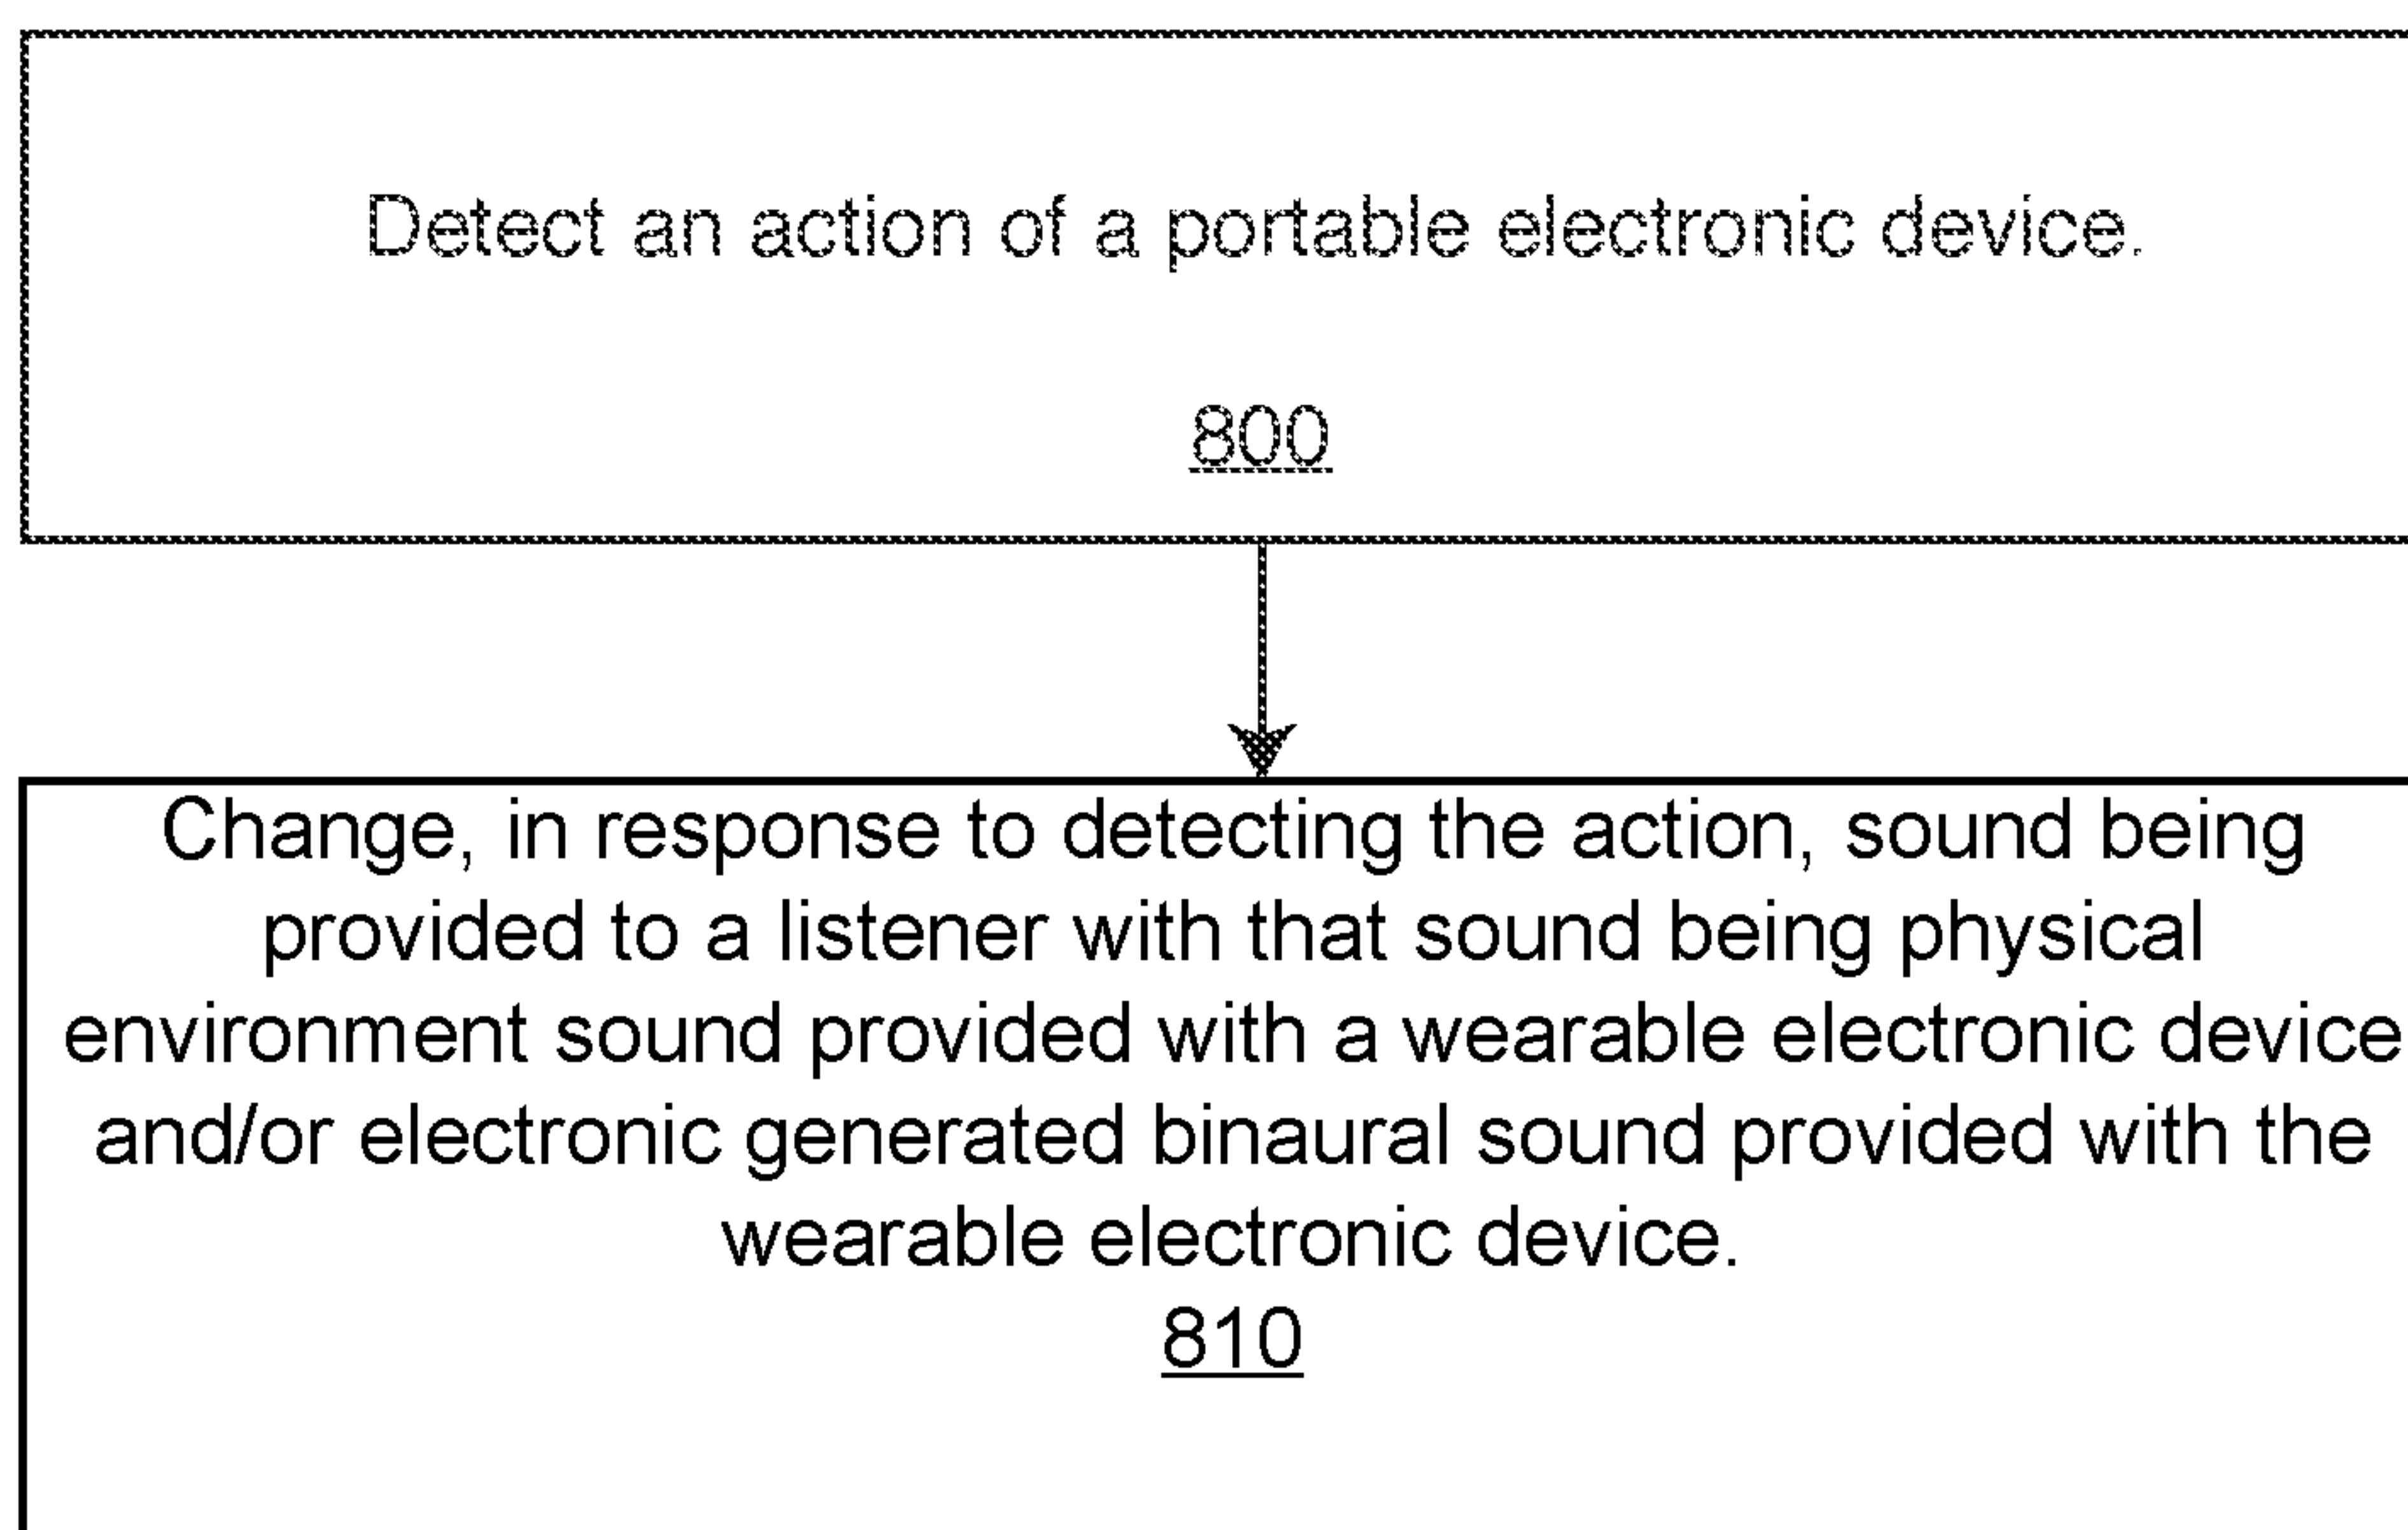 Detect an action of a portable electronic device.
800
Change, in response to detecting the action, sound being
provided to a listener with that sound being physical
environment sound provided with a wearable electronic device
and/or electronic generated binaural sound provided with the
wearable electronic device.
810